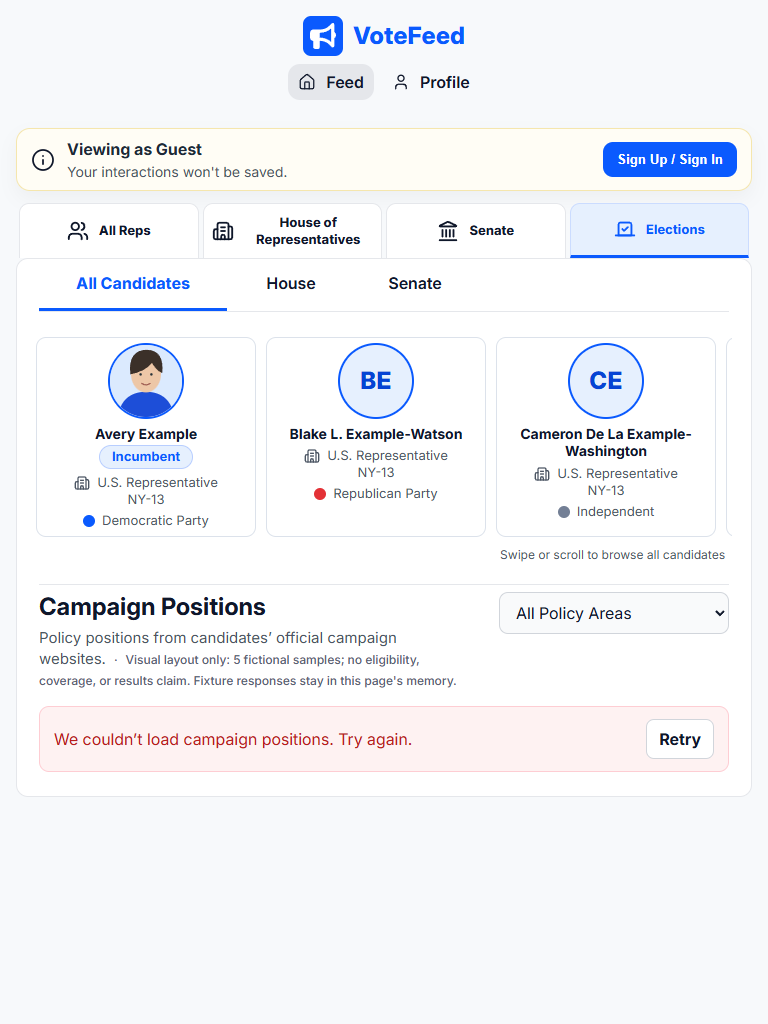 VoteFeed
Feed
Profile
Viewing as Guest
Your interactions won't be saved.
Sign Up / Sign In
All Reps
House of
Representatives
Senate
Elections
All Candidates
House
Senate
Avery Example
Incumbent
U.S. Representative
NY-13
Democratic Party
BE
Blake L. Example-Watson
U.S. Representative
NY-13
Republican Party
CE
Cameron De La Example-
Washington
U.S. Representative
NY-13
Independent
Swipe or scroll to browse all candidates
Campaign Positions
All Policy Areas
Policy positions from candidates’ official campaign
websites. · Visual layout only: 5 fictional samples; no eligibility,
coverage, or results claim. Fixture responses stay in this page's memory.
We couldn’t load campaign positions. Try again.
Retry